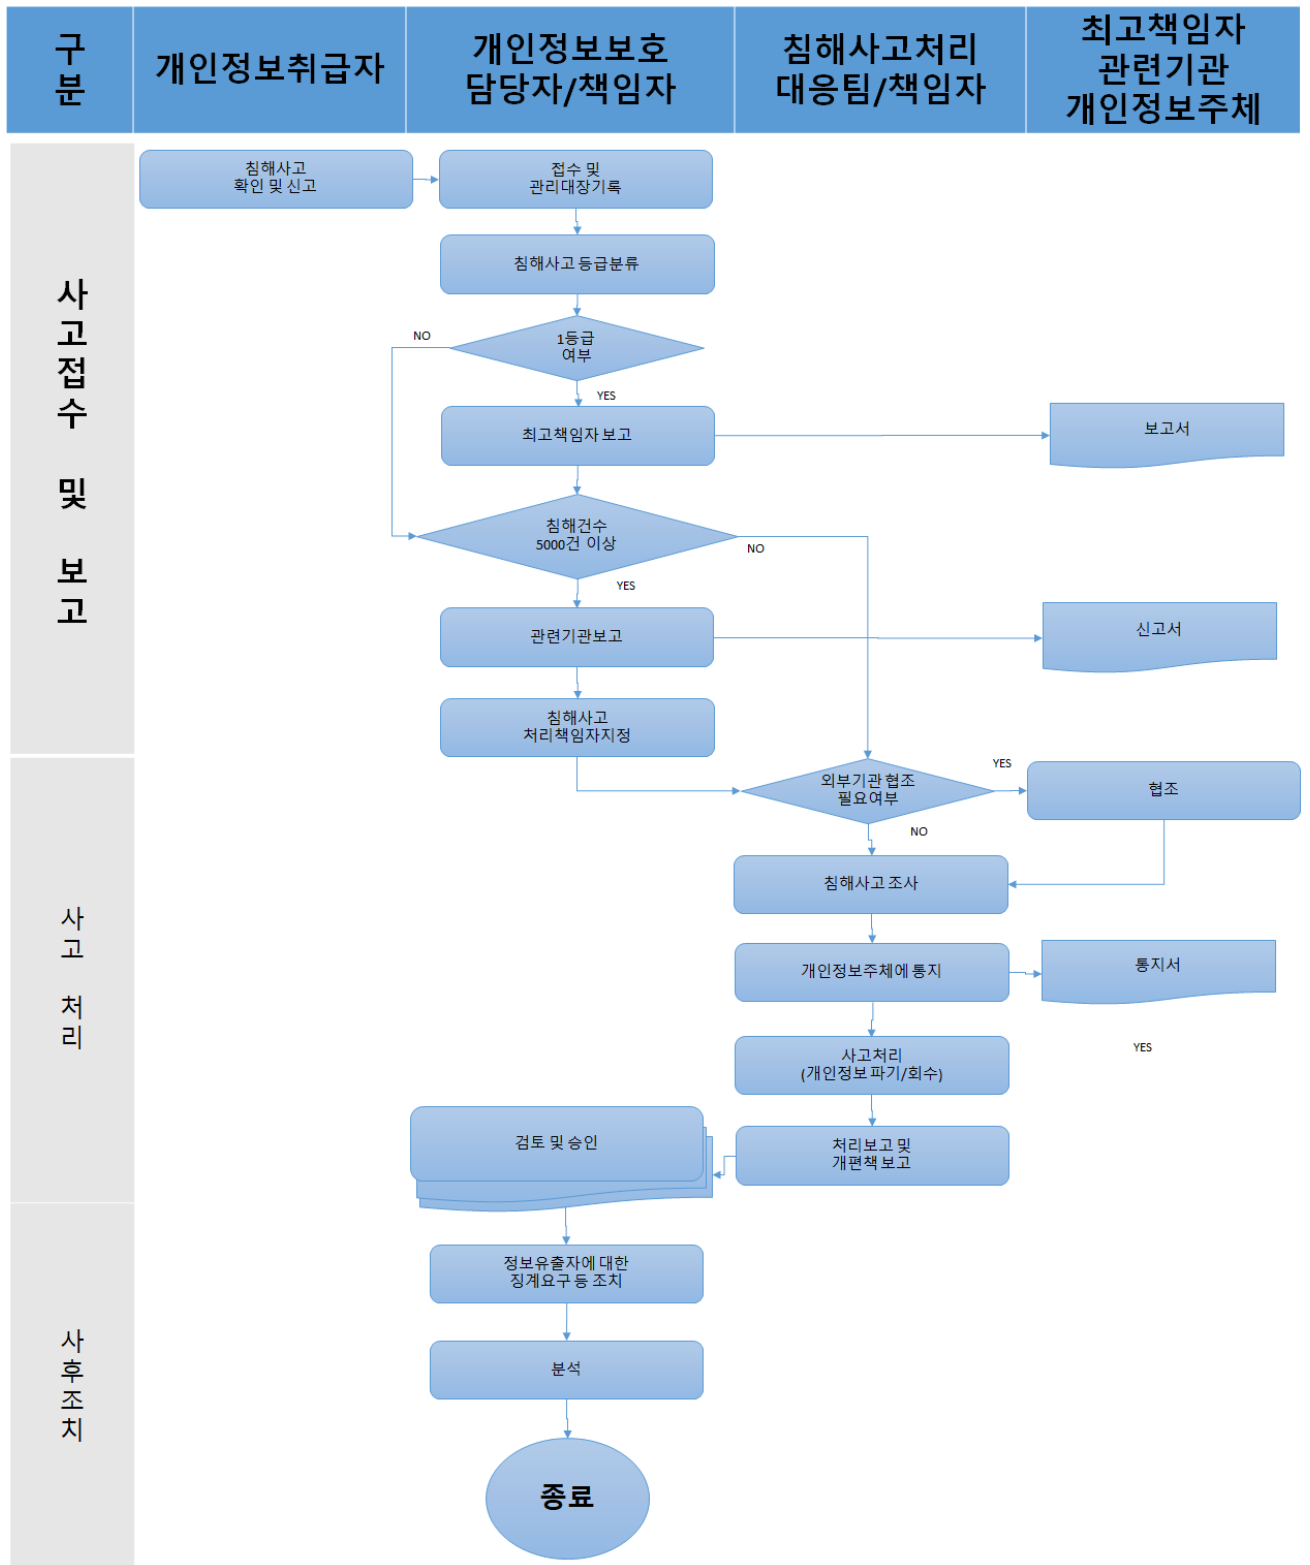 구
분
개인정보취급자
개인정보보호
담당자/책임자
침해사고처리
대응팀/책임자
최고책임자
관련기관
개인정보주체
사
고
접
수
및
보
고
침해사고
확인 및 신고
접수 및
관리대장기록
침해사고 등급분류
1등급
여부
NO
YES
최고책임자 보고
보고서
침해건수
5000건 이상
NO
YES
관련기관보고
신고서
침해사고
처리책임자지정
사
고
처
리
외부기관 협조
필요여부
YES
NO
협조
침해사고 조사
개인정보주체에 통지
통지서
YES
사고처리
(개인정보 파기/회수)
검토 및 승인
처리보고 및
개편책 보고
사
후
조
치
정보유출자에 대한
징계요구 등 조치
분석
종료